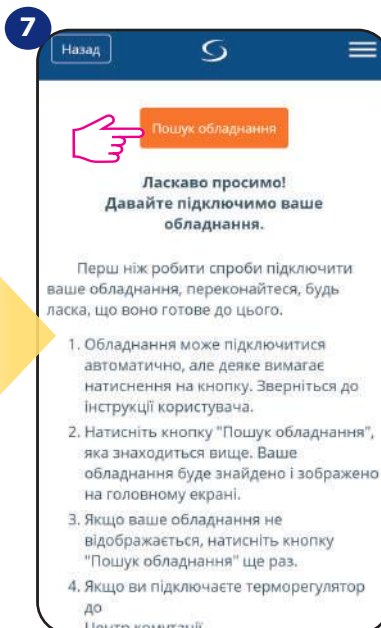 7
Назад
Пошук обладнання
Ласкаво просимо!
Давайте підключимо ваше
обладнання.
Перш ніж робити спроби підключити
ваше обладнання, переконайтеся, будь
ласка, що воно готове до цього.
1. Обладнання може підключитися
автоматично, але деяке вимагає
натиснення на кнопку. Зверніться до
інструкції користувача.
2. Натисніть кнопку "Пошук обладнання",
яка знаходиться вище. Ваше
обладнання буде знайдено і зображено
на головному екрані.
3. Якщо ваше обладнання не
відображається, натисніть кнопку
"Пошук обладнання" ще раз.
4. Якщо ви підключаєте терморегулятор
до
Центр комутації